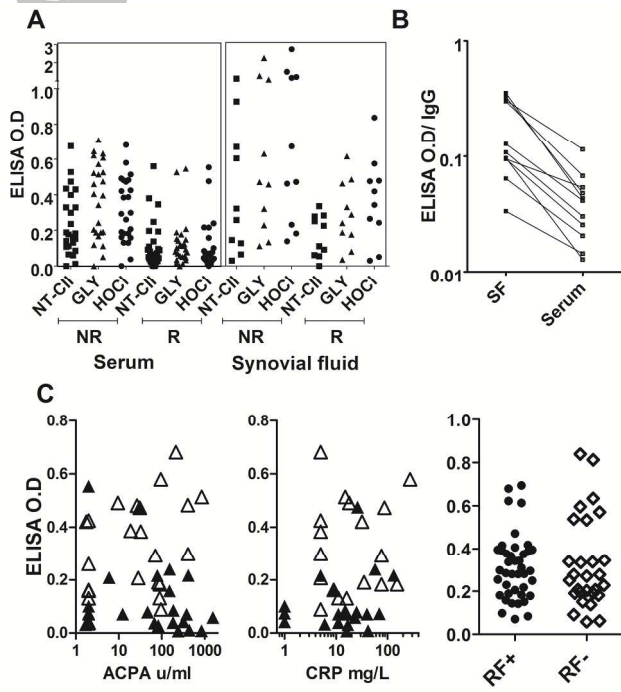 A
B
3
2
1.0
0.8
0.6
0.4
0.2
0.0
ELISA O.D
NT-CII GLY HOCl NT-CII GLY HOCl NT-CII GLY HOCl NT-CII GLY HOCl
NR R NR R
Serum Synovial fluid
1
0.1
0.01
ELISA O.D/ IgG
SF Serum
C
0.8
0.6
0.4
0.2
0.0
ELISA O.D
1 10 100 1000
ACPA u/ml
0.8
0.6
0.4
0.2
0.0
1 10 100
CRP mg/L
1.0
0.8
0.6
0.4
0.2
0.0
RF+ RF-